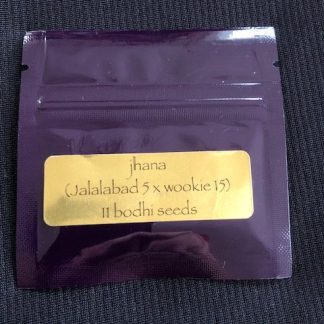 jhana
(Jalalabad 5 x wookie 15)
11 bodhi seeds